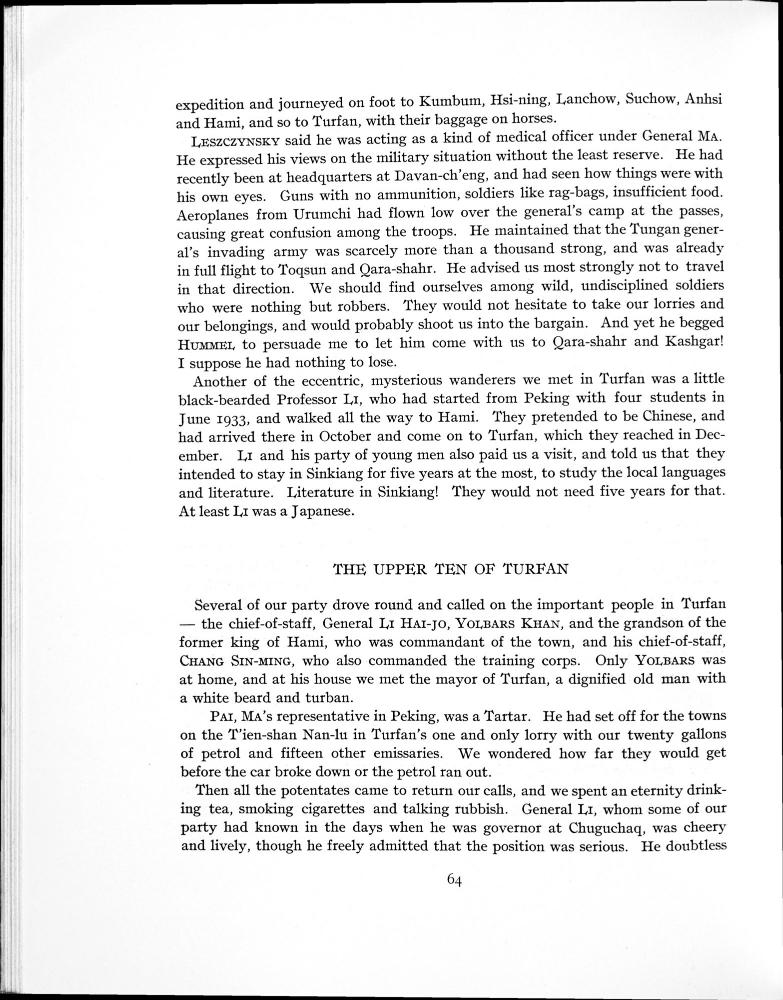 expedition and journeyed on foot to Kumbum, Hsi-ning, Lanchow, Suchow, Anhsi
and Hami, and so to Turfan, with their baggage on horses.
LESZCZYNSKY said he was acting as a kind of medical officer under General MA.
He expressed his views on the military situation without the least reserve. He had
recently been at headquarters at Davan-ch'eng, and had seen how things were with
his own eyes. Guns with no ammunition, soldiers like rag-bags, insufficient food.
Aeroplanes from Urumchi had flown low over the general's camp at the passes,
causing great confusion among the troops. He maintained that the Tungan gener-
al's invading army was scarcely more than a thousand strong, and was already
in full flight to Toqsun and Qara-shahr. He advised us most strongly not to travel
in that direction. We should find ourselves among wild, undisciplined soldiers
who were nothing but robbers. They would not hesitate to take our lorries and
our belongings, and would probably shoot us into the bargain. And yet he begged
HUMMEL to persuade me to let him come with us to Qara-shahr and Kashgar!
I suppose he had nothing to lose.
Another of the eccentric, mysterious wanderers we met in Turfan was a little
black-bearded Professor LI, who had started from Peking with four students in
June 1933, and walked all the way to Hami. They pretended to be Chinese, and
had arrived there in October and come on to Turfan, which they reached in Dec-
ember. LI and his party of young men also paid us a visit, and told us that they
intended to stay in Sinkiang for five years at the most, to study the local languages
and literature. Literature in Sinkiang! They would not need five years for that.
At least LI was a Japanese.
THE UPPER TEN OF TURFAN
Several of our party drove round and called on the important people in Turfan
— the chief-of-staff, General LI HAI-JO, YOLBARS KHAN, and the grandson of the
former king of Hami, who was commandant of the town, and his chief-of-staff,
CHANG SIN-MING, who also commanded the training corps. Only YOLBARS was
at home, and at his house we met the mayor of Turfan, a dignified old man with
a white beard and turban.
PAI, MA's representative in Peking, was a Tartar. He had set off for the towns
on the T'ien-shan Nan-lu in Turfan's one and only lorry with our twenty gallons
of petrol and fifteen other emissaries. We wondered how far they would get
before the car broke down or the petrol ran out.
Then all the potentates came to return our calls, and we spent an eternity drink-
ing tea, smoking cigarettes and talking rubbish. General LI, whom some of our
party had known in the days when he was governor at Chuguchaq, was cheery
and lively, though he freely admitted that the position was serious. He doubtless
64